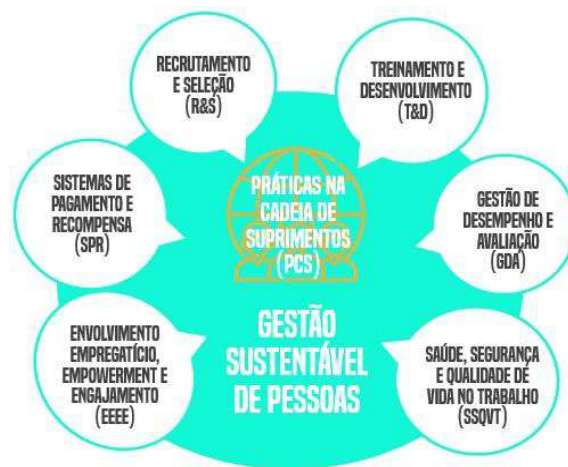 RECRUTAMENTO
E SELEÇÃO
(R&S)
TREINAMENTO E
DESENVOLVIMENTO
(T&D)
SISTEMAS DE
PAGAMENTO E
RECOMPENSA
(SPR)
PRÁTICAS NA
CADEIA DE
SUPRIMENTOS
(PCS)
GESTÃO DE
DESEMPENHO E
AVALIAÇÃO
(GDA)
ENVOLVIMENTO
EMPREGATÍCIO,
EMPOWERMENT E
ENGAJAMENTO
(EEEE)
GESTÃO
SUSTENTÁVEL
DE PESSOAS
SAÚDE, SEGURANÇA
E QUALIDADE DE
VIDA NO TRABALHO
(SSQVT)